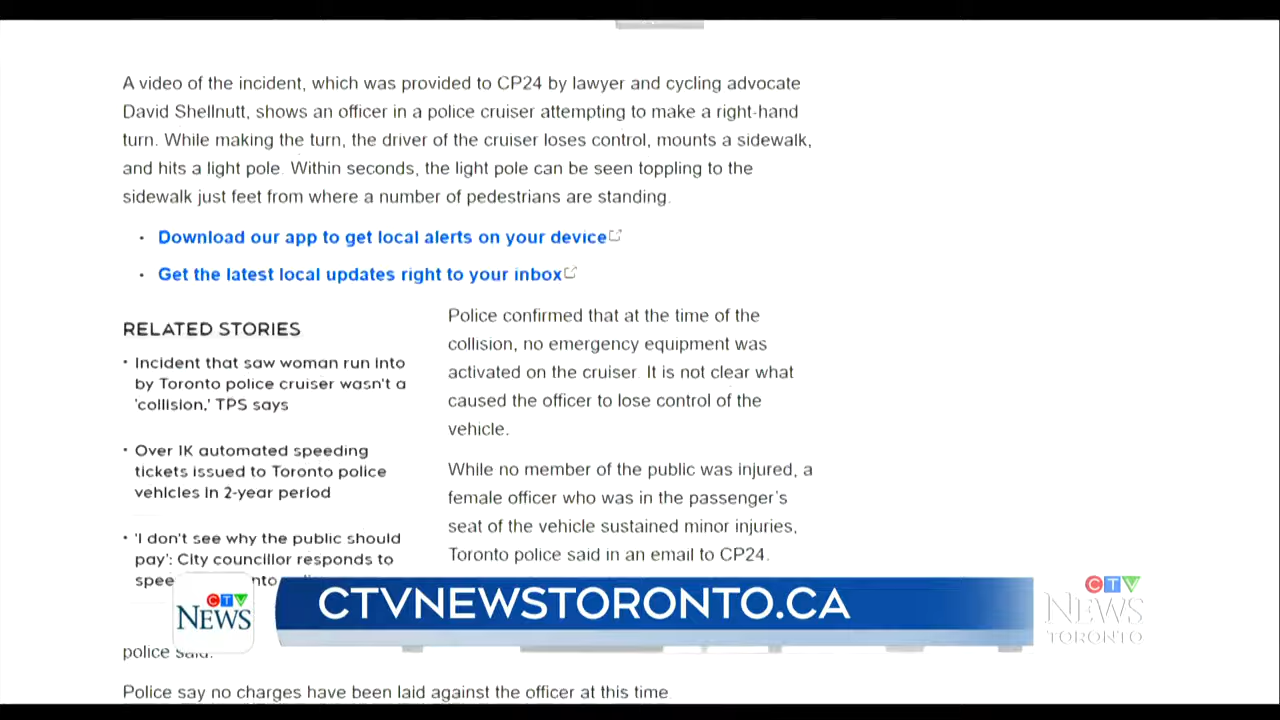 A video of the incident, which was provided to CP24 by lawyer and cycling advocate
David Shellnutt, shows an officer in a police cruiser attempting to make a right-hand
turn. While making the turn, the driver of the cruiser loses control, mounts a sidewalk,
and hits a light pole. Within seconds, the light pole can be seen toppling to the
sidewalk just feet from where a number of pedestrians are standing.
• Download our app to get local alerts on your device
• Get the latest local updates right to your inbox
RELATED STORIES
• Incident that saw woman run into
by Toronto police cruiser wasn't a
'collision,' TPS says
• Over 1K automated speeding
tickets issued to Toronto police
vehicles in 2-year period
• 'I don't see why the public should
pay': City councillor responds to
Police confirmed that at the time of the
collision, no emergency equipment was
activated on the cruiser. It is not clear what
caused the officer to lose control of the
vehicle.
While no member of the public was injured, a
female officer who was in the passenger's
seat of the vehicle sustained minor injuries,
Toronto police said in an email to CP24.
CTV
NEWS
CTVNEWSTORONTO.CA
CTV
NEWS
TORONTO
police said.
Police say no charges have been laid against the officer at this time